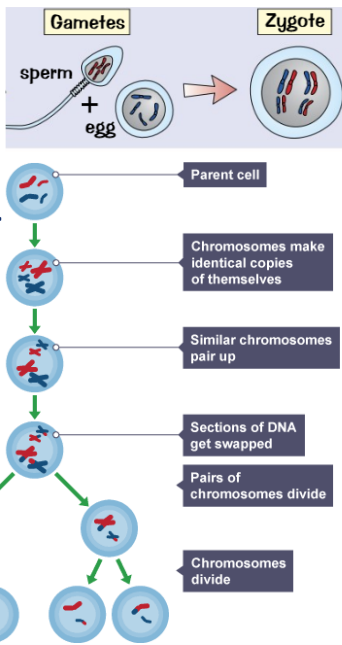 Gametes
Zygote
sperm
+
egg
Parent cell
Chromosomes make
identical copies
of themselves
Similar chromosomes
pair up
Sections of DNA
get swapped
Pairs of
chromosomes divide
Chromosomes
divide